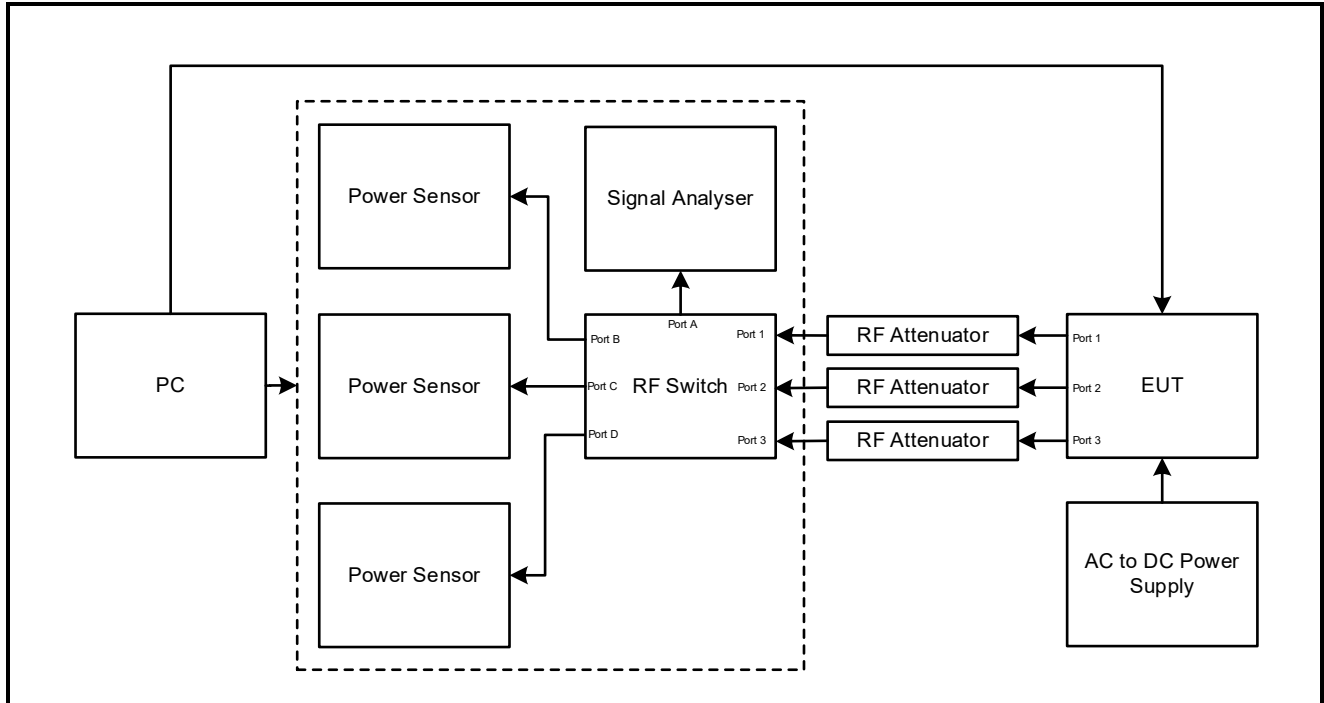 Power Sensor
Signal Analyser
Port A
Port B
Port 1
RF Attenuator
Port 1
PC
Power Sensor
Port C
RF Switch
Port 2
RF Attenuator
Port 2
EUT
Port D
Port 3
RF Attenuator
Port 3
Power Sensor
AC to DC Power
Supply